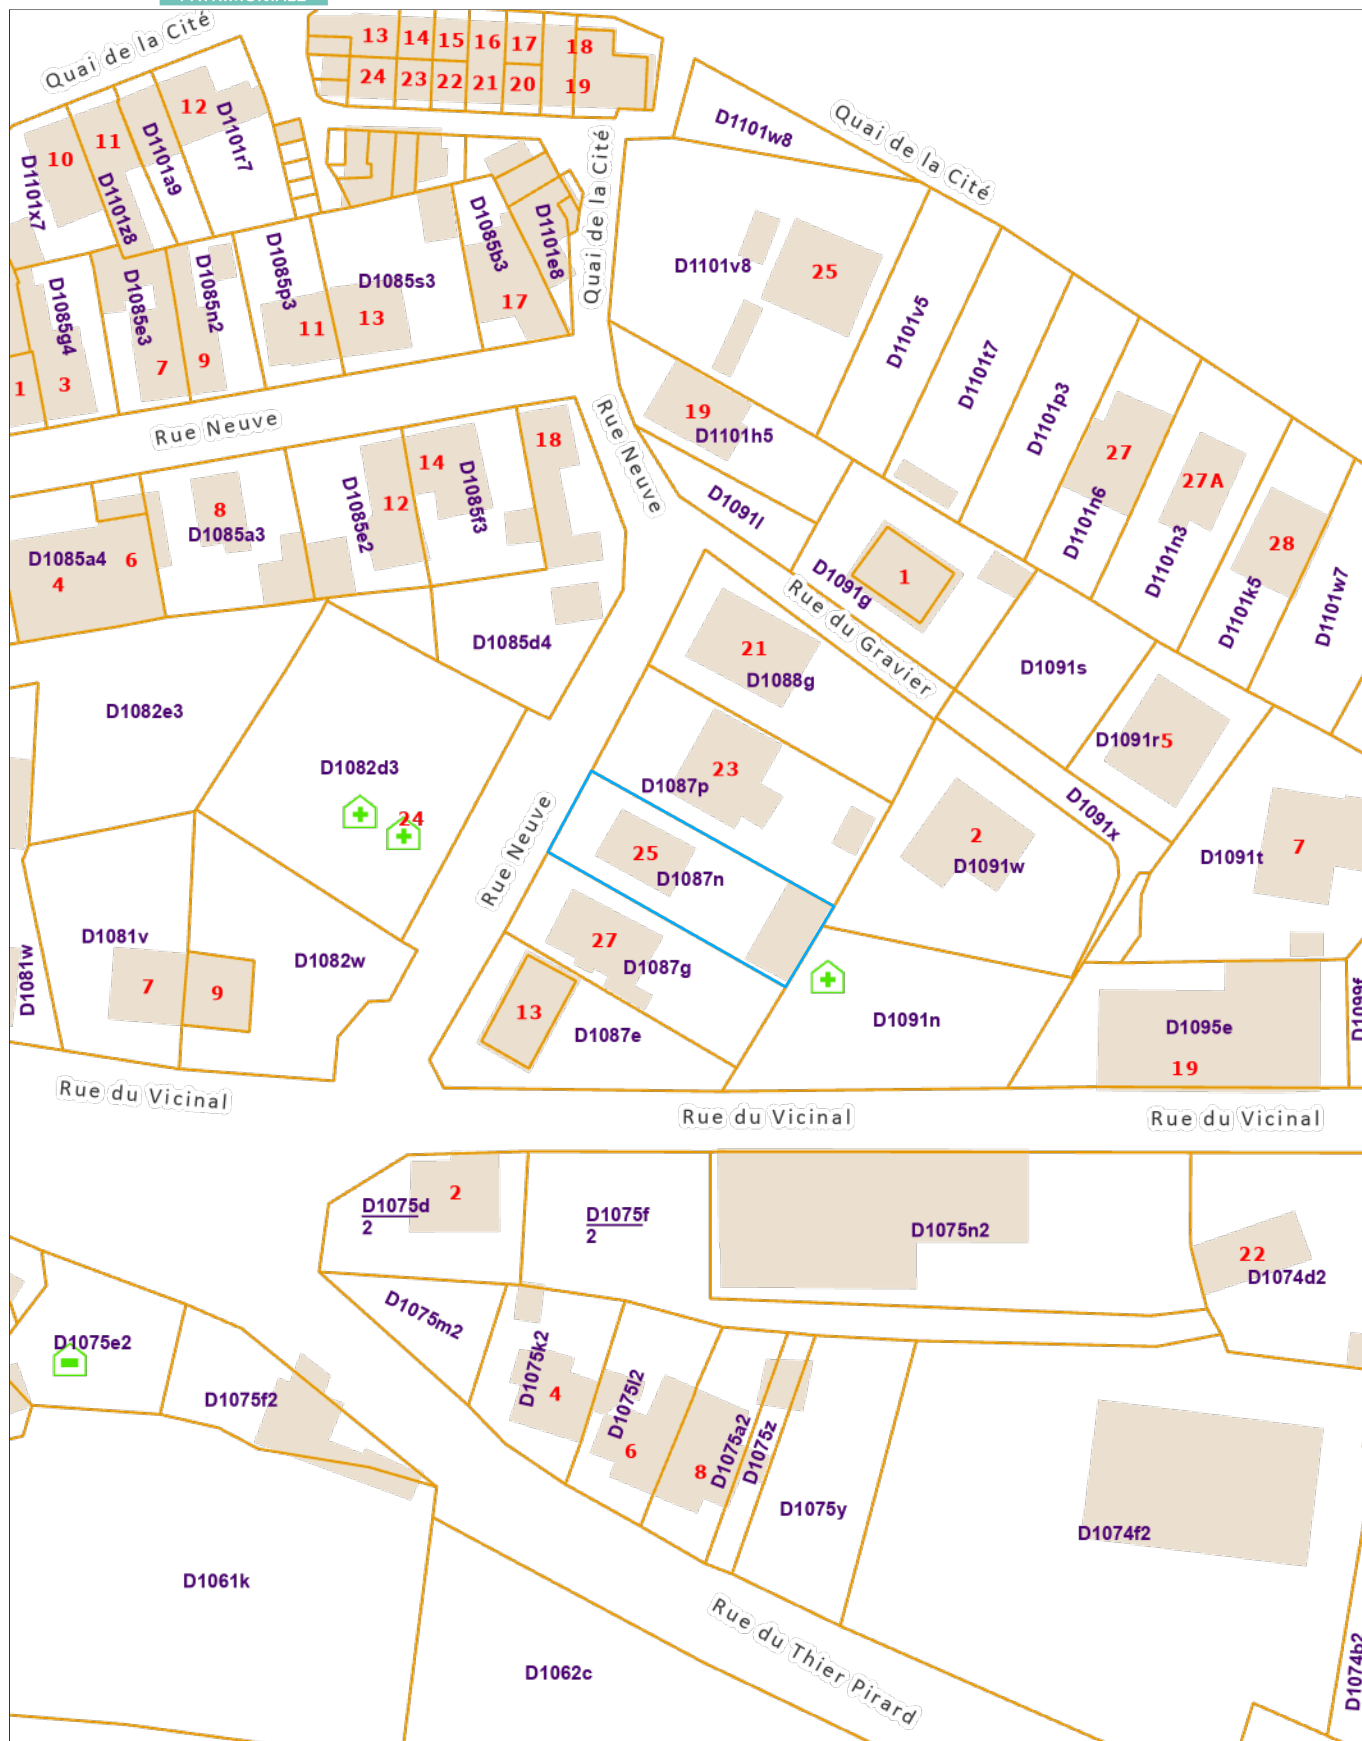 Quai de la Cité
13
14
15
16
17
18
24
23
22
21
20
19
12
D1101r7
11
D1101a9
10
D1101x7
D1101z8
Quai de la Cité
D1101w8
Quai de la Cité
D1085b3
D1101e8
D1085p3
D1085s3
D1085n2
D1085e3
D1085g4
D1101v8
25
17
11
13
D1101v5
D1101t7
9
7
3
1
D1101p3
19
D1101h5
Rue Neuve
Rue Neuve
18
14
D1085f3
12
D1085e2
8
D1085a3
27
D1101n6
27A
D1101n3
D1091l
28
D1101k5
D1085a4
6
4
D1091g
1
D1101w7
Rue du Gravier
D1085d4
21
D1088g
D1091s
D1082e3
D1091r
5
D1082d3
24
23
D1087p
Rue Neuve
D1091x
2
D1091w
25
D1087n
D1091t
7
D1081v
D1082w
27
D1087g
D1081w
7
9
13
D1087e
D1091n
D1095e
19
D1099f
Rue du Vicinal
Rue du Vicinal
Rue du Vicinal
2
D1075d
2
D1075f
2
D1075n2
22
D1074d2
D1075m2
D1075e2
D1075k2
4
D1075f2
D1075l2
6
D1075a2
8
D1075z
D1075y
D1074f2
D1061k
Rue du Thier Pirard
D1062c
D1074b2